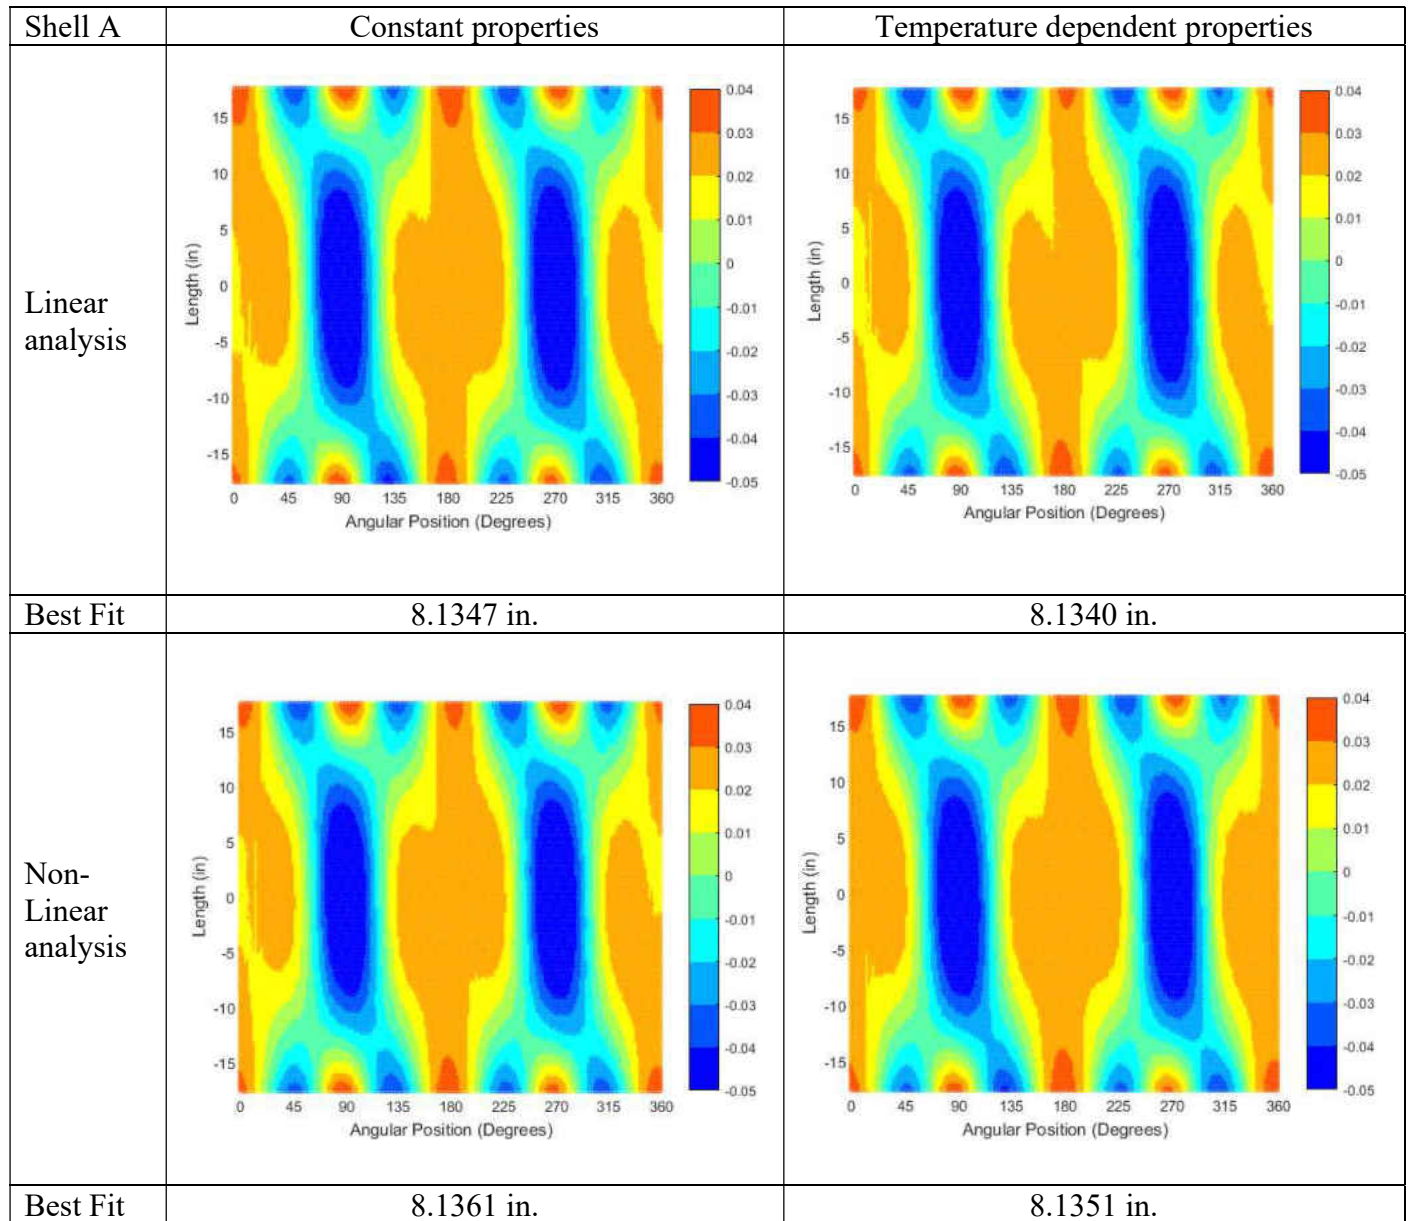 Shell A
Constant properties
Temperature dependent properties
Linear
analysis
Length (in)
15
10
5
0
-5
-10
-15
0 45 90 135 180 225 270 315 360
Angular Position (Degrees)
0.04
0.03
0.02
0.01
0
-0.01
-0.02
-0.03
-0.04
-0.05
Length (in)
15
10
5
0
-5
-10
-15
0 45 90 135 180 225 270 315 360
Angular Position (Degrees)
0.04
0.03
0.02
0.01
0
-0.01
-0.02
-0.03
-0.04
-0.05
Best Fit
8.1347 in.
8.1340 in.
Non-
Linear
analysis
Length (in)
15
10
5
0
-5
-10
-15
0 45 90 135 180 225 270 315 360
Angular Position (Degrees)
0.04
0.03
0.02
0.01
0
-0.01
-0.02
-0.03
-0.04
-0.05
Length (in)
15
10
5
0
-5
-10
-15
0 45 90 135 180 225 270 315 360
Angular Position (Degrees)
0.04
0.03
0.02
0.01
0
-0.01
-0.02
-0.03
-0.04
-0.05
Best Fit
8.1361 in.
8.1351 in.